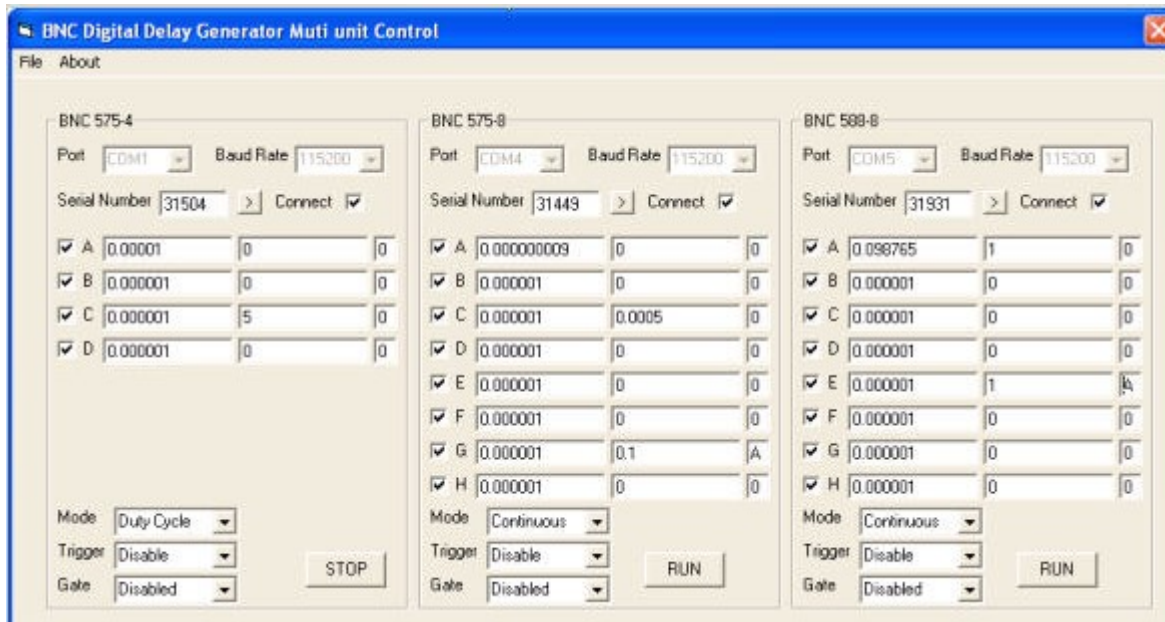 BNC Digital Delay Generator Muti unit Control
File About
BNC 575-4
Port COM1 Baud Rate 115200
Serial Number 31504 > Connect
A 0.00001 0 0
B 0.000001 0 0
C 0.000001 5 0
D 0.000001 0 0
Mode Duty Cycle
Trigger Disable
STOP
Gate Disabled
BNC 575-8
Port COM4 Baud Rate 115200
Serial Number 31449 > Connect
A 0.000000009 0 0
B 0.000001 0 0
C 0.000001 0.0005 0
D 0.000001 0 0
E 0.000001 0 0
F 0.000001 0 0
G 0.000001 0.1 A
H 0.000001 0 0
Mode Continuous
Trigger Disable
RUN
Gate Disabled
BNC 588-8
Port COM5 Baud Rate 115200
Serial Number 31931 > Connect
A 0.098765 1 0
B 0.000001 0 0
C 0.000001 0 0
D 0.000001 0 0
E 0.000001 1 A
F 0.000001 0 0
G 0.000001 0 0
H 0.000001 0 0
Mode Continuous
Trigger Disable
RUN
Gate Disabled